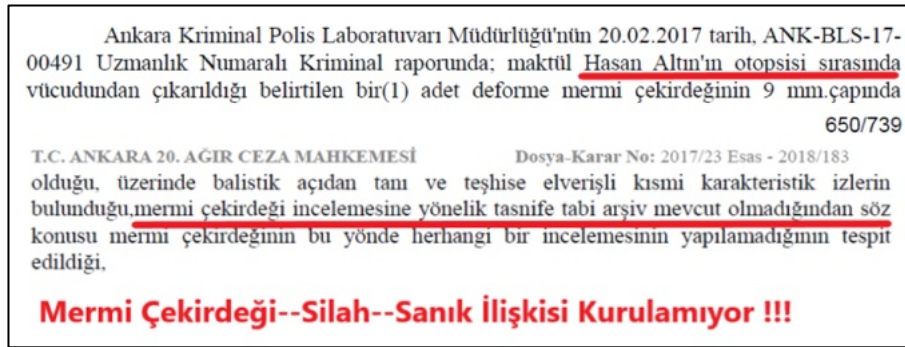 Ankara Kriminal Polis Laboratuvarı Müdürlüğü'nün 20.02.2017 tarih, ANK-BLS-17-
00491 Uzmanlık Numaralı Kriminal raporunda; maktül Hasan Altın'ın otopsisi sırasında
vücudundan çıkarıldığı belirtilen bir(1) adet deforme mermi çekirdeğinin 9 mm.çapında
650/739
T.C. ANKARA 20. AĞIR CEZA MAHKEMESİ Dosya-Karar No: 2017/23 Esas - 2018/183
olduğu, üzerinde balistik açıdan tanı ve teşhise elverişli kısmi karakteristik izlerin
bulunduğu,mermi çekirdeği incelemesine yönelik tasnife tabi arşiv mevcut olmadığından söz
konusu mermi çekirdeğinin bu yönde herhangi bir incelemesinin yapılamadığının tespit
edildiği,
Mermi Çekirdeği--Silah--Sanık İlişkisi Kurulamıyor !!!